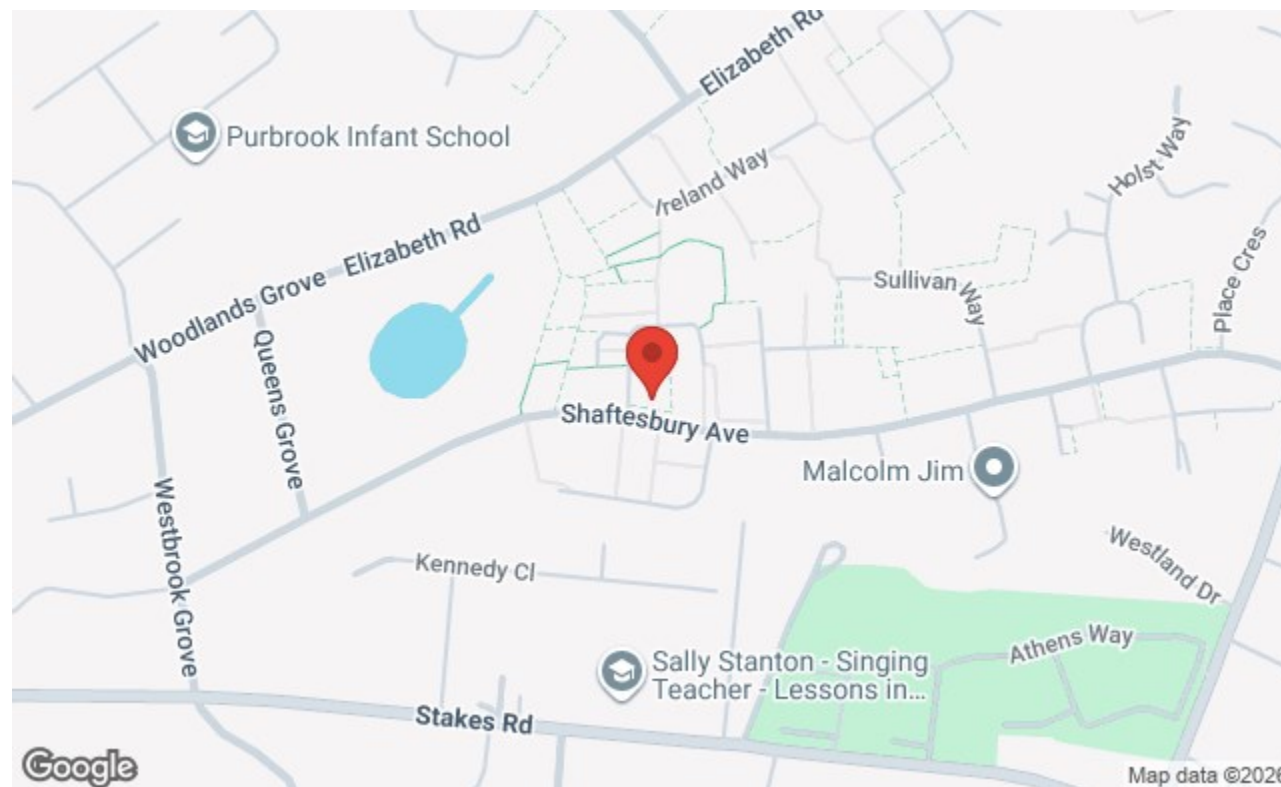 Elizabeth Rd
Purbrook Infant School
Ireland Way
Holst Way
Elizabeth Rd
Woodlands Grove
Sullivan Way
Place Cres
Queens Grove
Shaftesbury Ave
Malcolm Jim
Westbrook Grove
Kennedy Cl
Westland Dr
Athens Way
Sally Stanton - Singing
Teacher - Lessons in...
Stakes Rd
Google
Map data ©2026